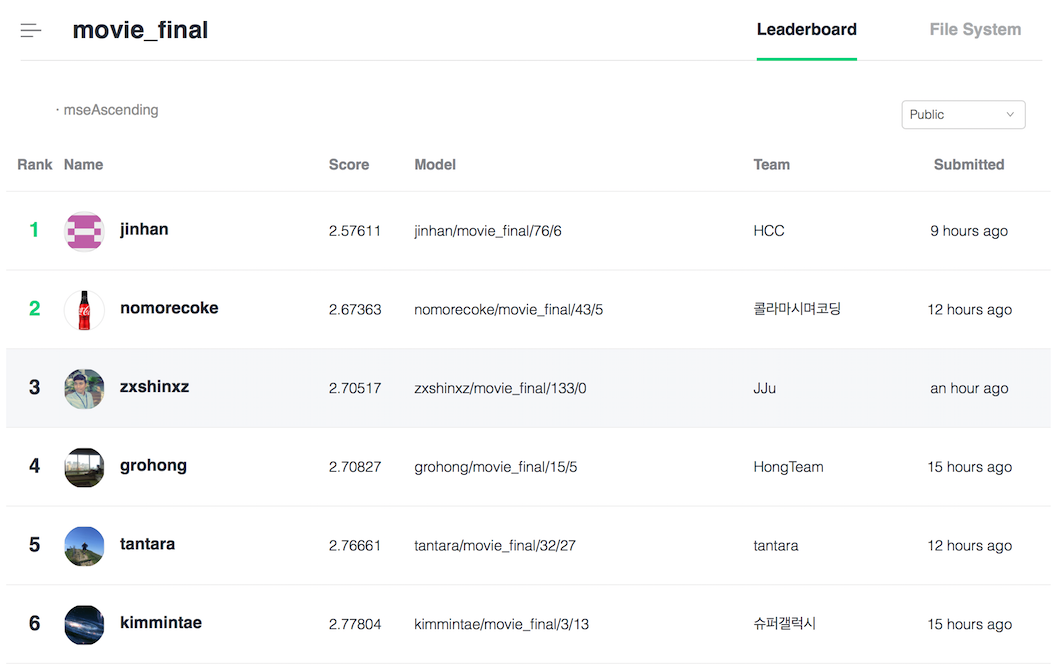 movie_final Leaderboard File System
· mseAscending
Public
Rank Name Score Model Team Submitted
1 jinhan 2.57611 jinhan/movie_final/76/6 HCC 9 hours ago
2 nomorecoke 2.67363 nomorecoke/movie_final/43/5 콜라마시며코딩 12 hours ago
3 zxshinxz 2.70517 zxshinxz/movie_final/133/0 JJu an hour ago
4 grohong 2.70827 grohong/movie_final/15/5 HongTeam 15 hours ago
5 tantara 2.76661 tantara/movie_final/32/27 tantara 12 hours ago
6 kimmintae 2.77804 kimmintae/movie_final/3/13 슈퍼갤럭시 15 hours ago